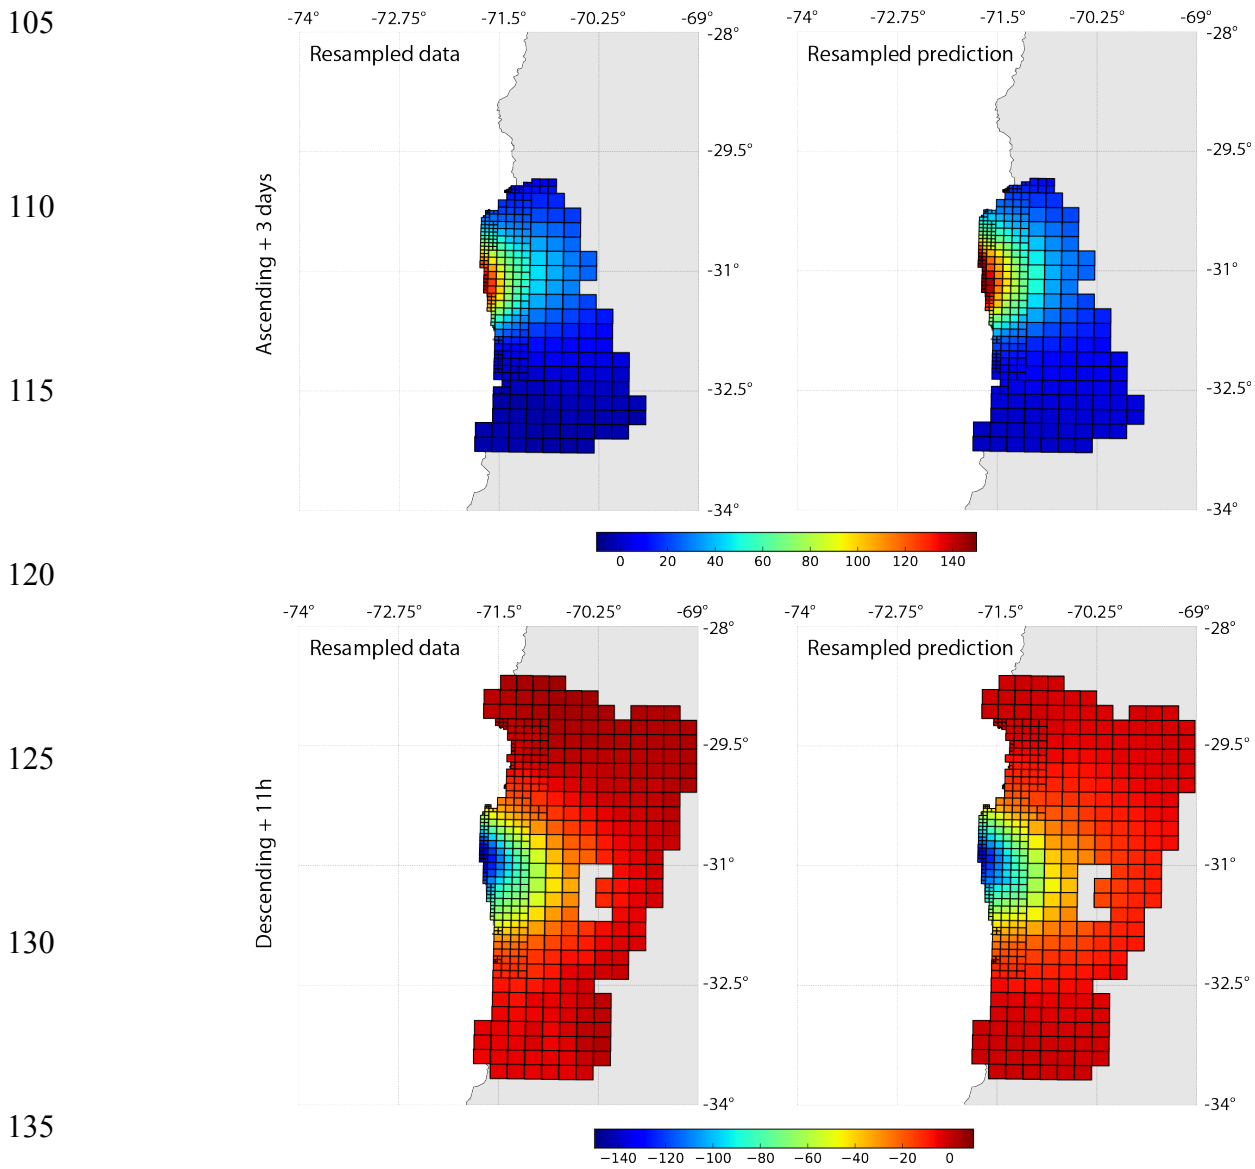 105
-74° -72.75° -71.5° -70.25° -69° -74° -72.75° -71.5° -70.25° -69°
-28° -28°
Resampled data Resampled prediction
-29.5° -29.5°
110
Ascending + 3 days
-31° -31°
115
-32.5° -32.5°
-34° -34°
0 20 40 60 80 100 120 140
120
-74° -72.75° -71.5° -70.25° -69° -74° -72.75° -71.5° -70.25° -69°
-28° -28°
Resampled data Resampled prediction
125
-29.5° -29.5°
Descending + 11h
-31° -31°
130
-32.5° -32.5°
-34° -34°
135
−140 −120 −100 −80 −60 −40 −20 0